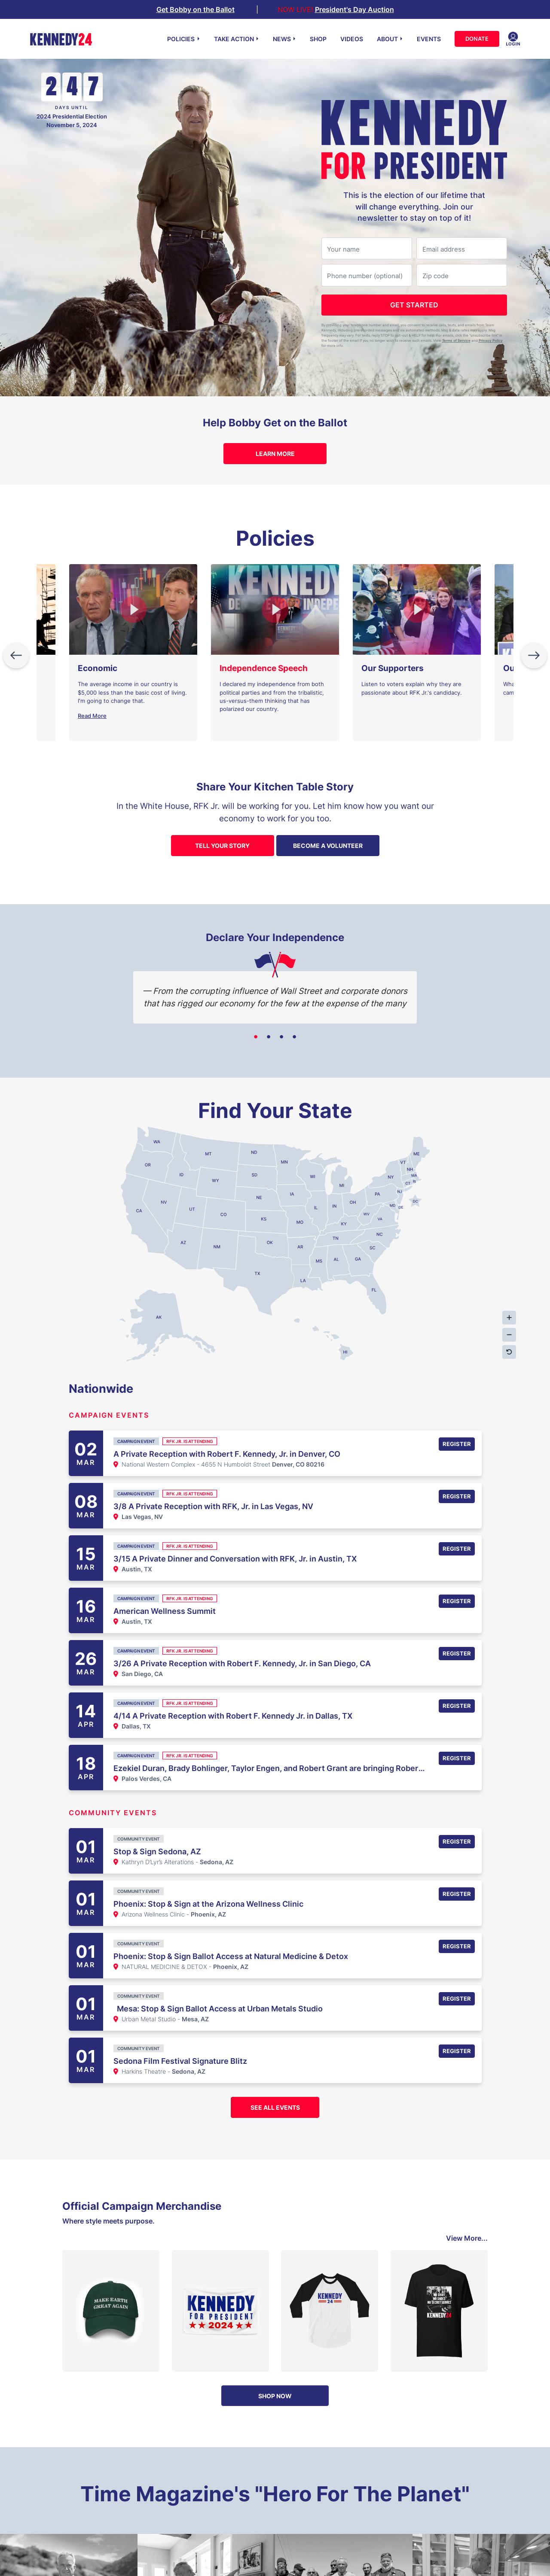 Get Bobby on the Ballot | NOW LIVE! President's Day Auction
KENNEDY24
POLICIES TAKE ACTION NEWS SHOP VIDEOS ABOUT EVENTS DONATE LOGIN
247
DAYS UNTIL
2024 Presidential Election
November 5, 2024
KENNEDY
FOR PRESIDENT
This is the election of our lifetime that
will change everything. Join our
newsletter to stay on top of it!
Your name Email address
Phone number (optional) Zip code
GET STARTED
Terms of Service and Privacy Policy
Help Bobby Get on the Ballot
LEARN MORE
Policies
Economic
The average income in our country is
$5,000 less than the basic cost of living.
I'm going to change that.
Read More
Independence Speech
I declared my independence from both
political parties and from the tribalistic,
us-versus-them thinking that has
polarized our country.
Our Supporters
Listen to voters explain why they are
passionate about RFK Jr.'s candidacy.
Share Your Kitchen Table Story
In the White House, RFK Jr. will be working for you. Let him know how you want our
economy to work for you too.
TELL YOUR STORY BECOME A VOLUNTEER
Declare Your Independence
— From the corrupting influence of Wall Street and corporate donors
that has rigged our economy for the few at the expense of the many
Find Your State
WA MT ND MN ME
OR ID SD WI VT NH
WY MI NY MA
NV UT NE IA PA NJ CT
CA CO KS MO IL IN OH WV MD DE DC
KY VA
AZ NM OK AR TN NC
SC
TX LA MS AL GA
FL
AK HI
+
−
Nationwide
CAMPAIGN EVENTS
02 MAR
CAMPAIGN EVENT RFK JR. IS ATTENDING
A Private Reception with Robert F. Kennedy, Jr. in Denver, CO
National Western Complex - 4655 N Humboldt Street Denver, CO 80216
REGISTER
08 MAR
CAMPAIGN EVENT RFK JR. IS ATTENDING
3/8 A Private Reception with RFK, Jr. in Las Vegas, NV
Las Vegas, NV
REGISTER
15 MAR
CAMPAIGN EVENT RFK JR. IS ATTENDING
3/15 A Private Dinner and Conversation with RFK, Jr. in Austin, TX
Austin, TX
REGISTER
16 MAR
CAMPAIGN EVENT RFK JR. IS ATTENDING
American Wellness Summit
Austin, TX
REGISTER
26 MAR
CAMPAIGN EVENT RFK JR. IS ATTENDING
3/26 A Private Reception with Robert F. Kennedy, Jr. in San Diego, CA
San Diego, CA
REGISTER
14 APR
CAMPAIGN EVENT RFK JR. IS ATTENDING
4/14 A Private Reception with Robert F. Kennedy Jr. in Dallas, TX
Dallas, TX
REGISTER
18 APR
CAMPAIGN EVENT RFK JR. IS ATTENDING
Ezekiel Duran, Brady Bohlinger, Taylor Engen, and Robert Grant are bringing Rober...
Palos Verdes, CA
REGISTER
COMMUNITY EVENTS
01 MAR
COMMUNITY EVENT
Stop & Sign Sedona, AZ
Kathryn D'Lyr's Alterations - Sedona, AZ
REGISTER
01 MAR
COMMUNITY EVENT
Phoenix: Stop & Sign at the Arizona Wellness Clinic
Arizona Wellness Clinic - Phoenix, AZ
REGISTER
01 MAR
COMMUNITY EVENT
Phoenix: Stop & Sign Ballot Access at Natural Medicine & Detox
NATURAL MEDICINE & DETOX - Phoenix, AZ
REGISTER
01 MAR
COMMUNITY EVENT
Mesa: Stop & Sign Ballot Access at Urban Metals Studio
Urban Metal Studio - Mesa, AZ
REGISTER
01 MAR
COMMUNITY EVENT
Sedona Film Festival Signature Blitz
Harkins Theatre - Sedona, AZ
REGISTER
SEE ALL EVENTS
Official Campaign Merchandise
Where style meets purpose.
View More...
MAKE EARTH
GREAT AGAIN
KENNEDY
FOR PRESIDENT
2024
KENNEDY
24
KENNEDY24
SHOP NOW
Time Magazine's "Hero For The Planet"